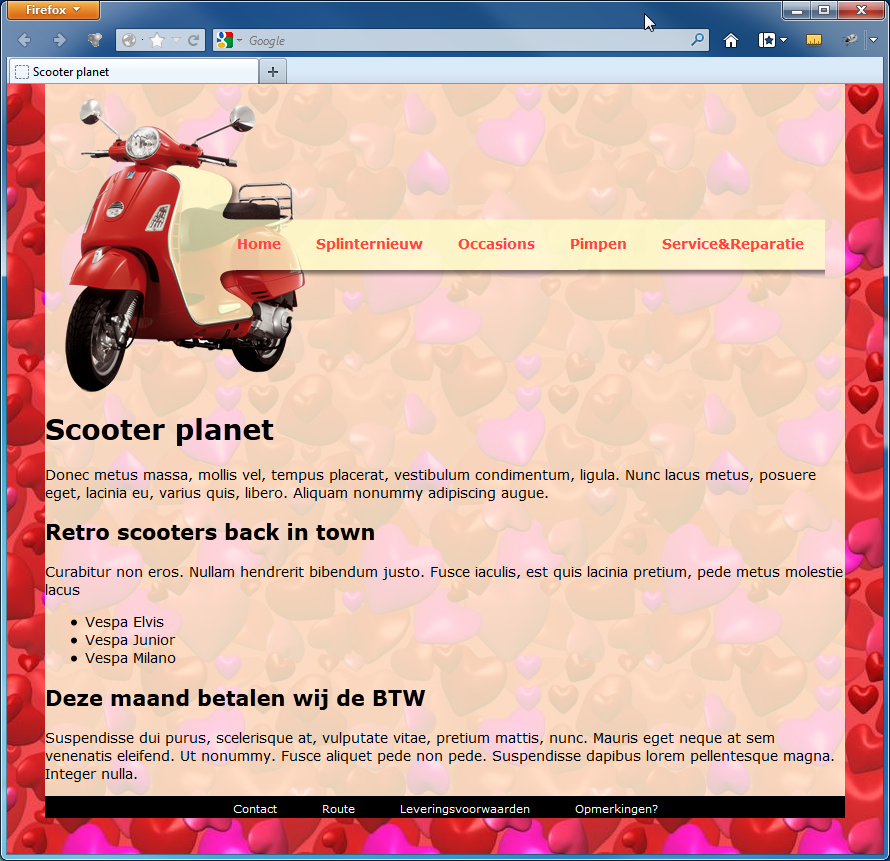 Firefox
Google
Scooter planet
Home Splinternieuw Occasions Pimpen Service&Reparatie
Scooter planet
Donec metus massa, mollis vel, tempus placerat, vestibulum condimentum, ligula. Nunc lacus metus, posuere
eget, lacinia eu, varius quis, libero. Aliquam nonummy adipiscing augue.
Retro scooters back in town
Curabitur non eros. Nullam hendrerit bibendum justo. Fusce iaculis, est quis lacinia pretium, pede metus molestie
lacus
Vespa Elvis
Vespa Junior
Vespa Milano
Deze maand betalen wij de BTW
Suspendisse dui purus, scelerisque at, vulputate vitae, pretium mattis, nunc. Mauris eget neque at sem
venenatis eleifend. Ut nonummy. Fusce aliquet pede non pede. Suspendisse dapibus lorem pellentesque magna.
Integer nulla.
Contact Route Leveringsvoorwaarden Opmerkingen?